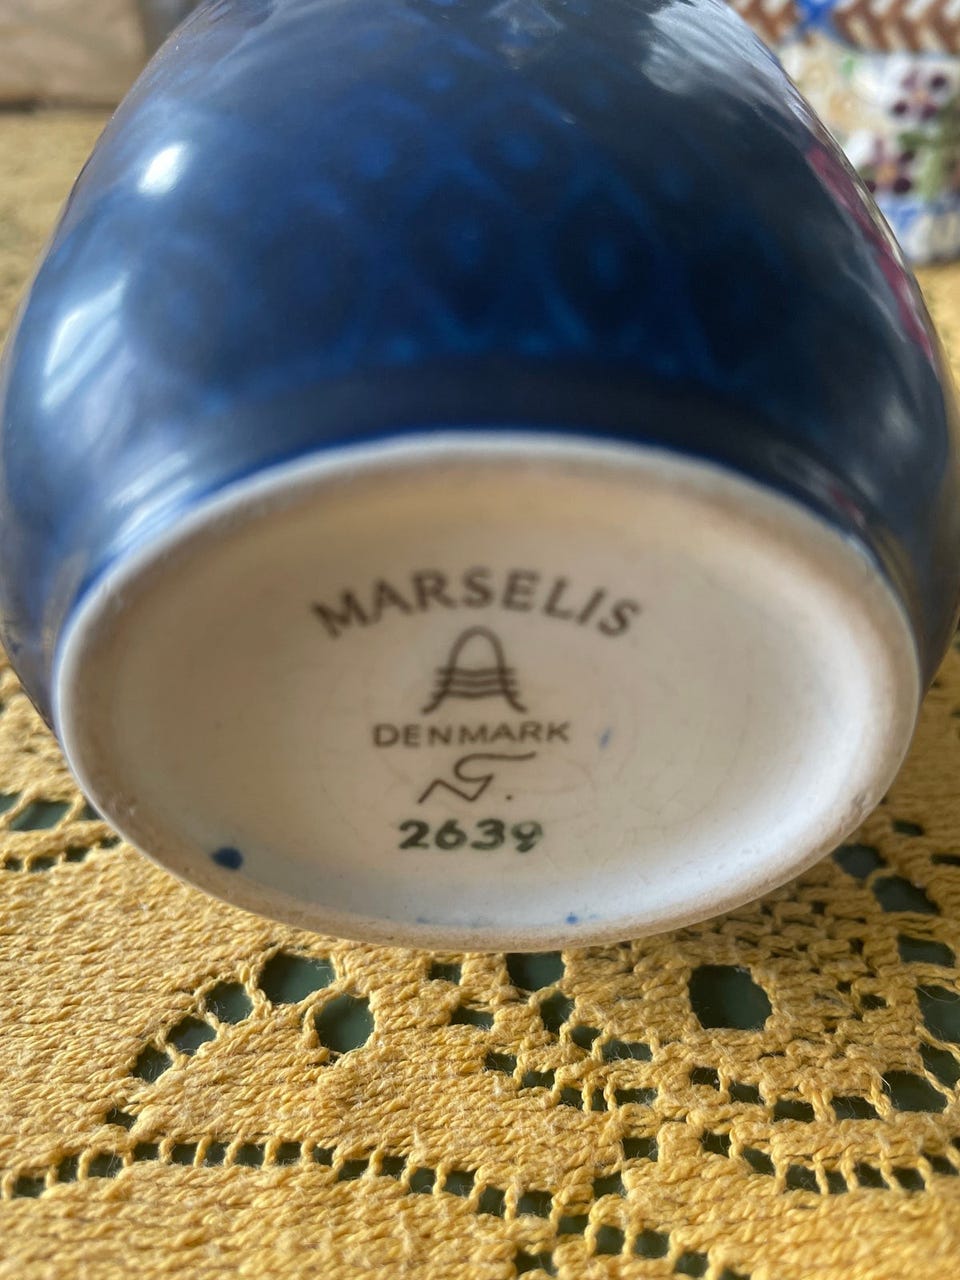 MARSELIS
DENMARK
N.
2639